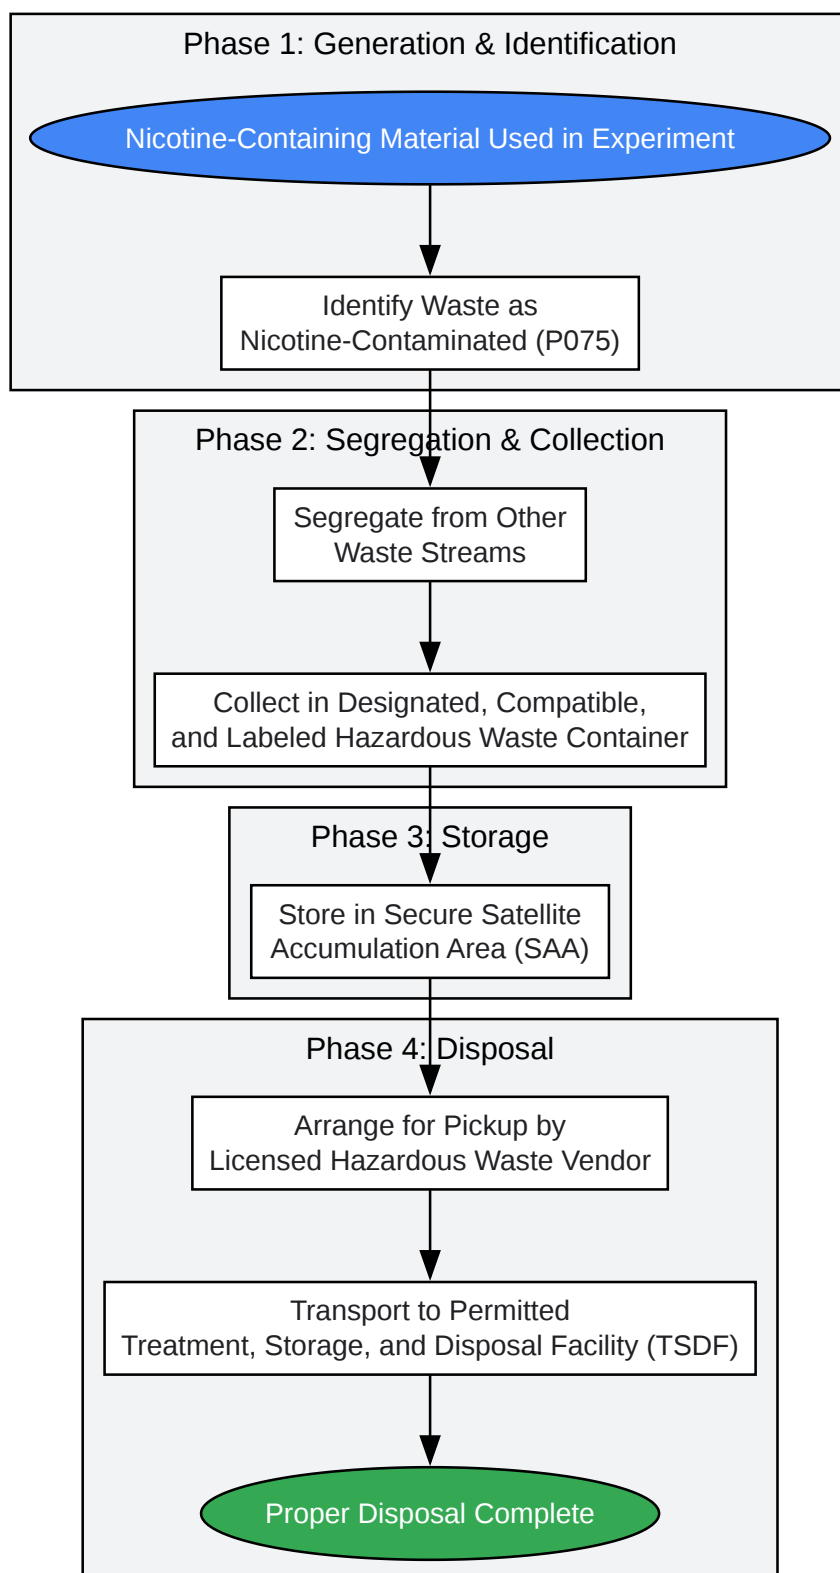 Phase 1: Generation & Identification
Nicotine-Containing Material Used in Experiment
Identify Waste as
Nicotine-Contaminated (P075)
Phase 2: Segregation & Collection
Segregate from Other
Waste Streams
Collect in Designated, Compatible,
and Labeled Hazardous Waste Container
Phase 3: Storage
Store in Secure Satellite
Accumulation Area (SAA)
Phase 4: Disposal
Arrange for Pickup by
Licensed Hazardous Waste Vendor
Transport to Permitted
Treatment, Storage, and Disposal Facility (TSDF)
Proper Disposal Complete